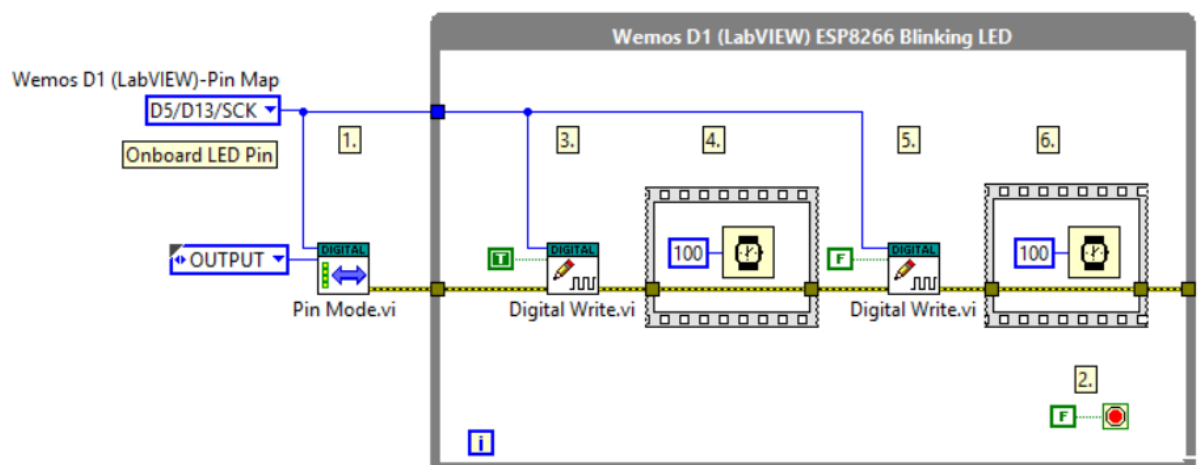 Wemos D1 (LabVIEW) ESP8266 Blinking LED
Wemos D1 (LabVIEW)-Pin Map
D5/D13/SCK
Onboard LED Pin
1.
3.
4.
5.
6.
OUTPUT
DIGITAL
Pin Mode.vi
T
DIGITAL
Digital Write.vi
100
F
DIGITAL
Digital Write.vi
100
2.
F
i